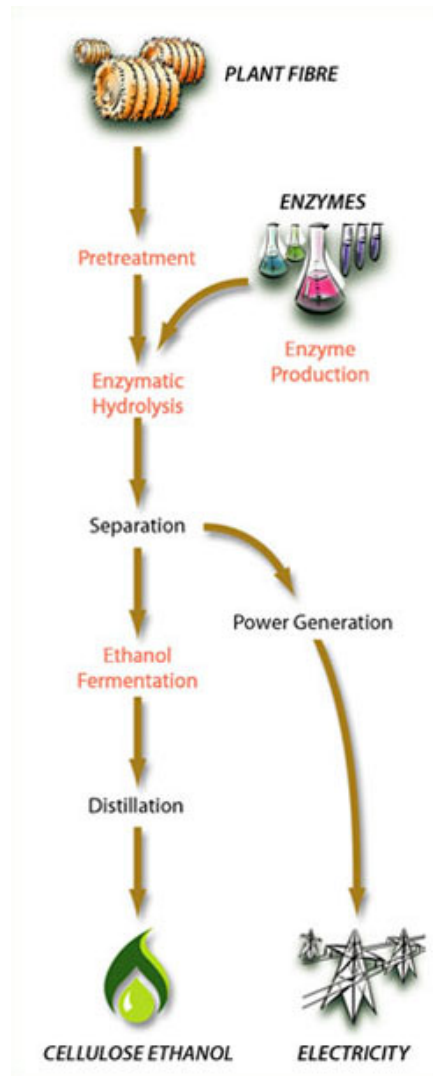 PLANT FIBRE
ENZYMES
Pretreatment
Enzyme
Production
Enzymatic
Hydrolysis
Separation
Power Generation
Ethanol
Fermentation
Distillation
CELLULOSE ETHANOL
ELECTRICITY